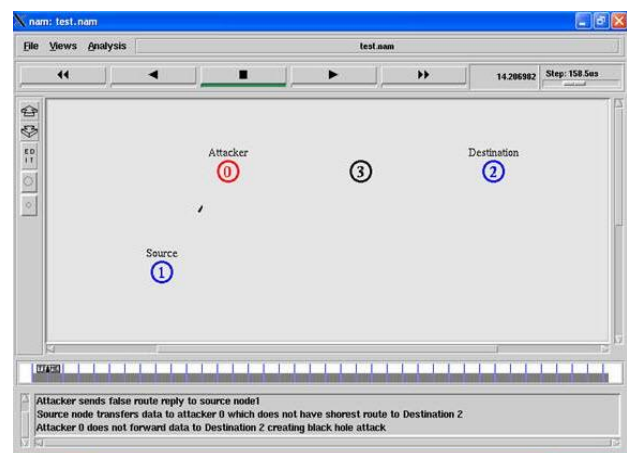 nam: test.nam
File Views Analysis test.nam
14.206982 Step: 158.5us
ED
IT
Attacker
0
3
Destination
2
Source
1
TIME
Attacker sends false route reply to source node1
Source node transfers data to attacker 0 which does not have shorest route to Destination 2
Attacker 0 does not forward data to Destination 2 creating black hole attack